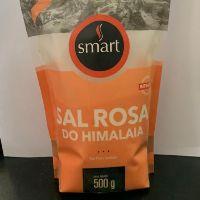 smart
SAL ROSA
DO HIMALAIA
500 g